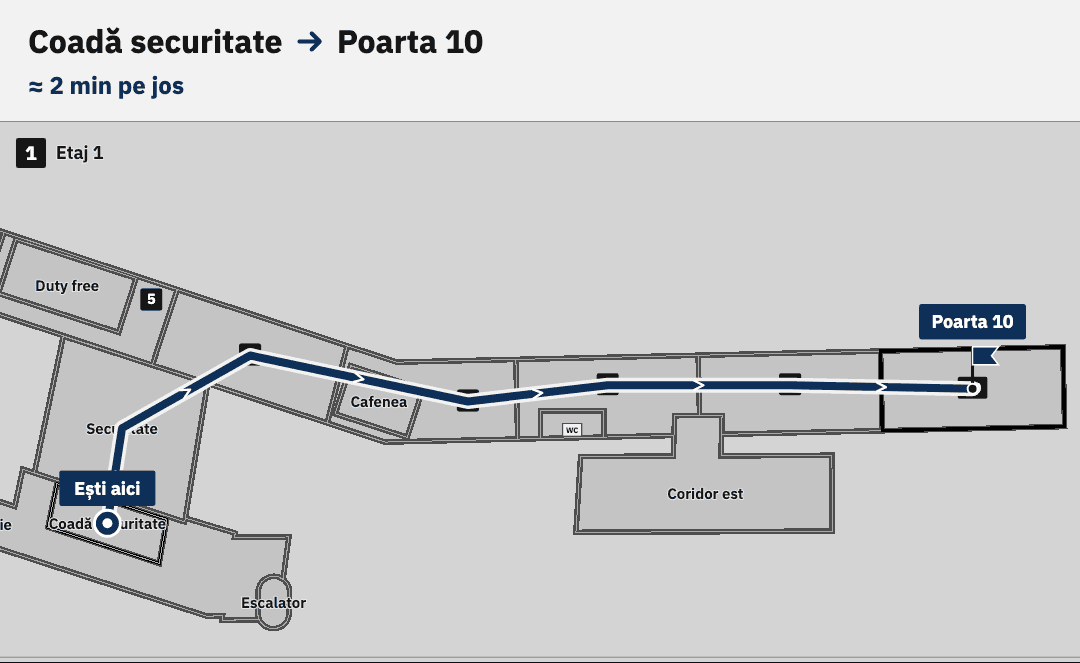 Coadă securitate → Poarta 10
≈ 2 min pe jos
1 Etaj 1
Duty free
5
Poarta 10
Cafenea
wc
Ești aici
Coridor est
Escalator